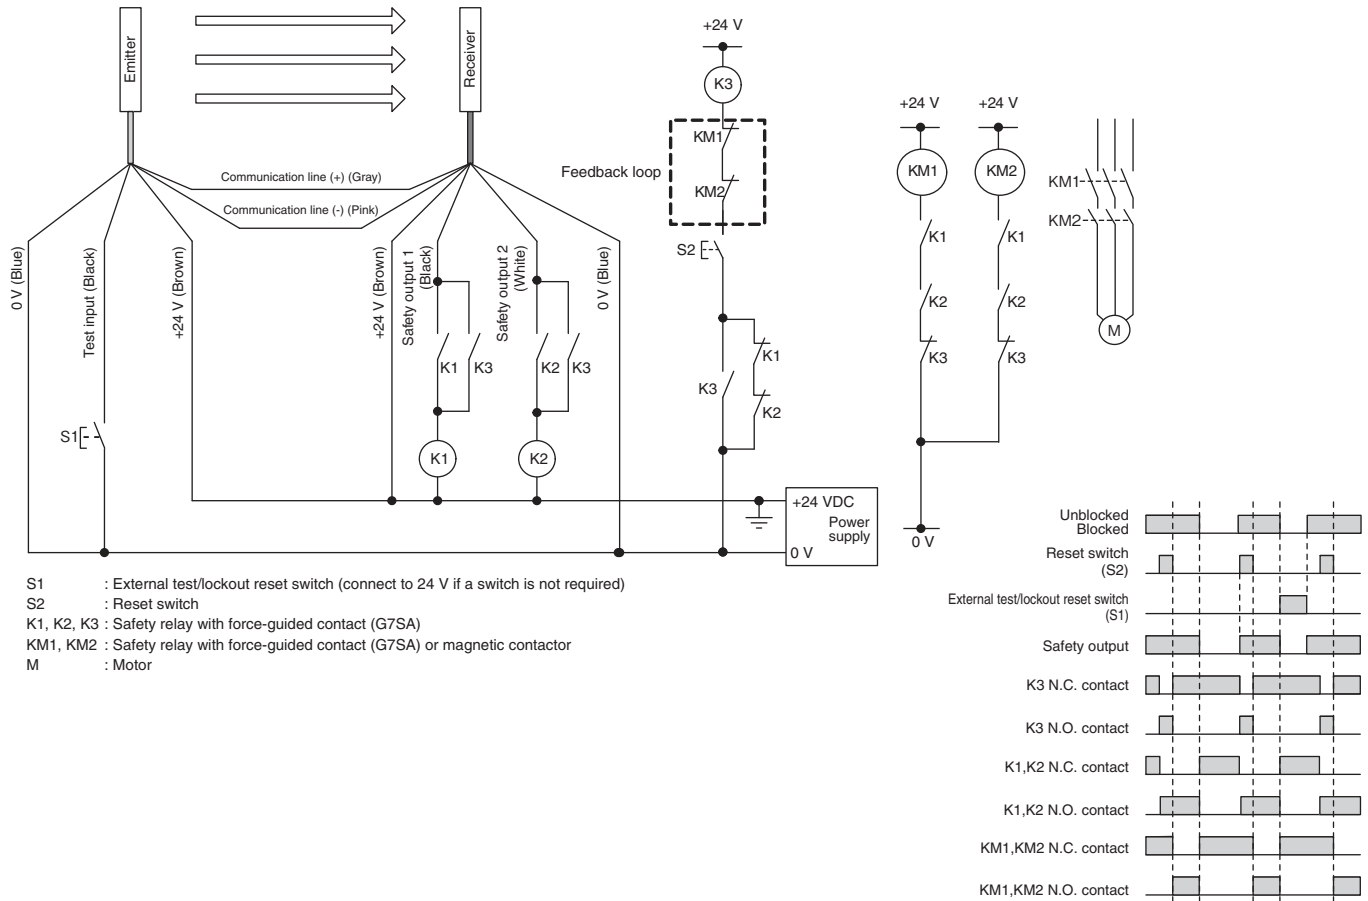 Emitter
Receiver
Communication line (+) (Gray)
Communication line (-) (Pink)
0 V (Blue)
Test input (Black)
+24 V (Brown)
+24 V (Brown)
Safety output 1
(Black)
Safety output 2
(White)
0 V (Blue)
S1
K1
K3
K2
K3
K1
K2
+24 V
K3
KM1
Feedback loop
KM2
S2
K1
K3
K2
+24 VDC
Power
supply
0 V
+24 V
+24 V
KM1
KM2
K1
K1
K2
K2
K3
K3
0 V
KM1
KM2
M
S1 : External test/lockout reset switch (connect to 24 V if a switch is not required)
S2 : Reset switch
K1, K2, K3 : Safety relay with force-guided contact (G7SA)
KM1, KM2 : Safety relay with force-guided contact (G7SA) or magnetic contactor
M : Motor
Unblocked
Blocked
Reset switch
(S2)
External test/lockout reset switch
(S1)
Safety output
K3 N.C. contact
K3 N.O. contact
K1,K2 N.C. contact
K1,K2 N.O. contact
KM1,KM2 N.C. contact
KM1,KM2 N.O. contact